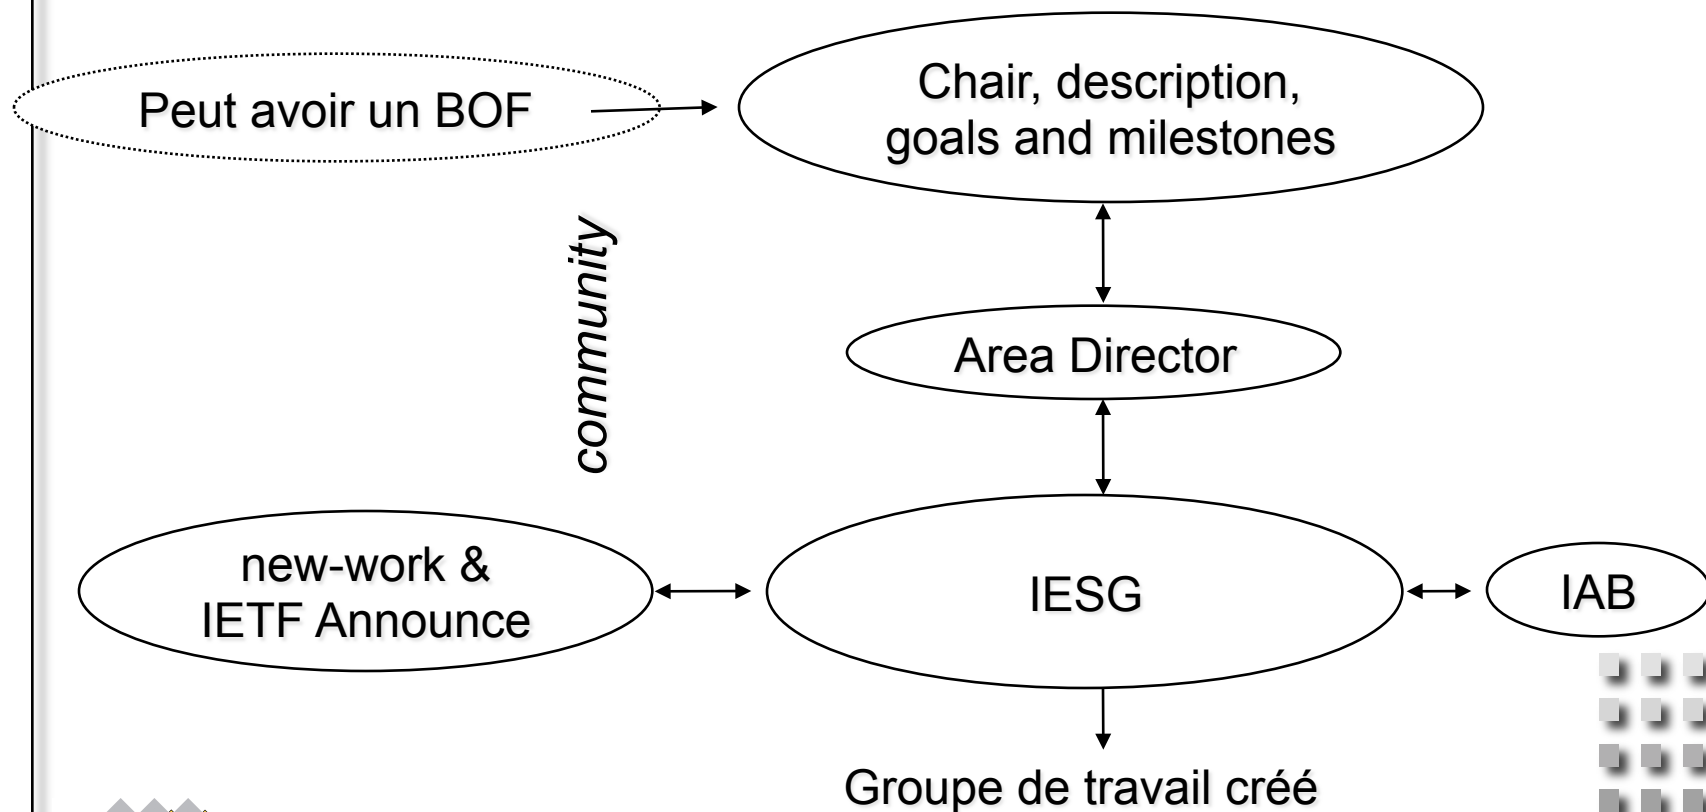 Peut avoir un BOF
Chair, description,
goals and milestones
community
Area Director
new-work &
IETF Announce
IESG
IAB
Groupe de travail créé